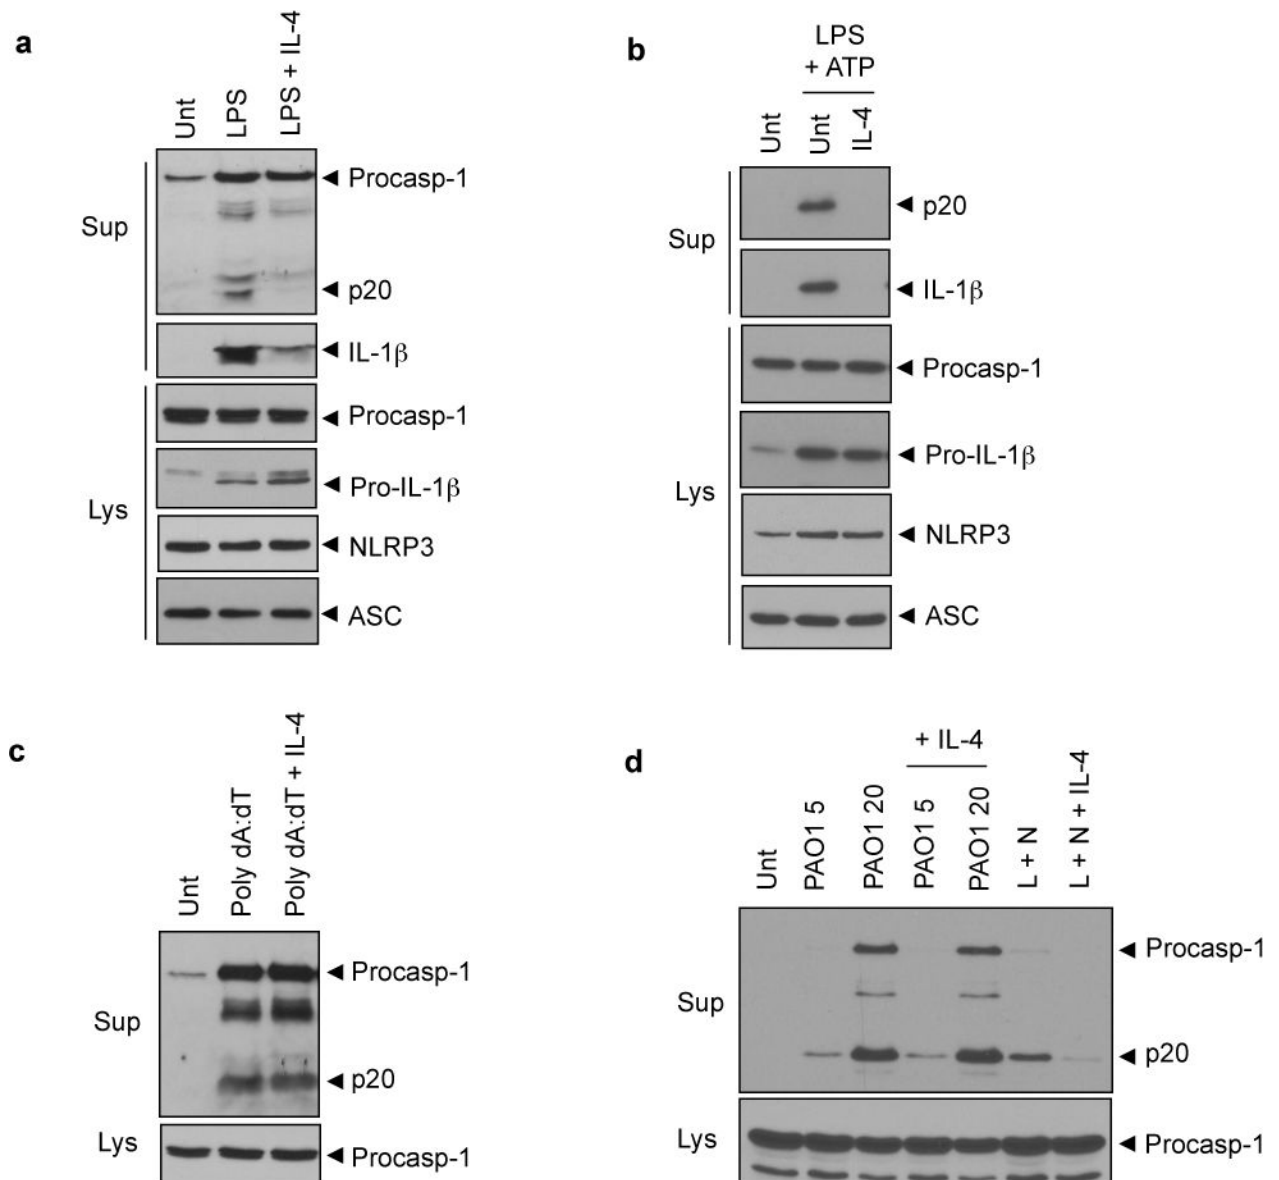 a
Unt
LPS
LPS + IL-4
Sup
◄ Procasp-1
◄ p20
◄ IL-1β
Lys
◄ Procasp-1
◄ Pro-IL-1β
◄ NLRP3
◄ ASC
b
LPS
+ ATP
Unt
Unt
IL-4
Sup
◄ p20
◄ IL-1β
Lys
◄ Procasp-1
◄ Pro-IL-1β
◄ NLRP3
◄ ASC
c
Unt
Poly dA:dT
Poly dA:dT + IL-4
Sup
◄ Procasp-1
◄ p20
Lys
◄ Procasp-1
d
+ IL-4
Unt
PAO1 5
PAO1 20
PAO1 5
PAO1 20
L + N
L + N + IL-4
Sup
◄ Procasp-1
◄ p20
Lys
◄ Procasp-1